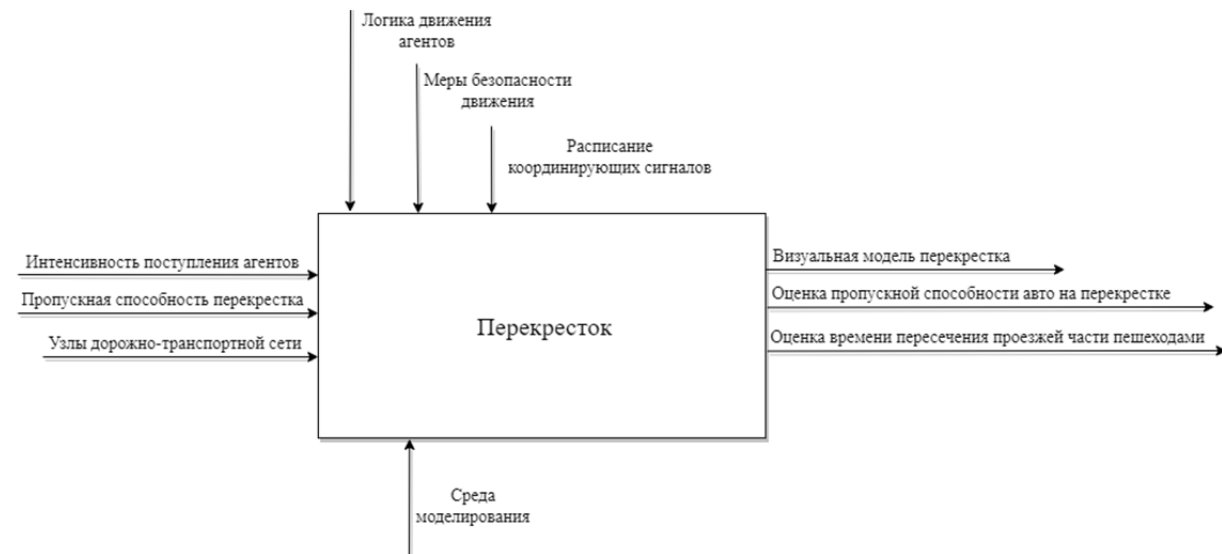 Логика движения
агентов
Меры безопасности
движения
Расписание
координирующих сигналов
Интенсивность поступления агентов
Пропускная способность перекрестка
Узлы дорожно-транспортной сети
Перекресток
Визуальная модель перекрестка
Оценка пропускной способности авто на перекрестке
Оценка времени пересечения проезжей части пешеходами
Среда
моделирования